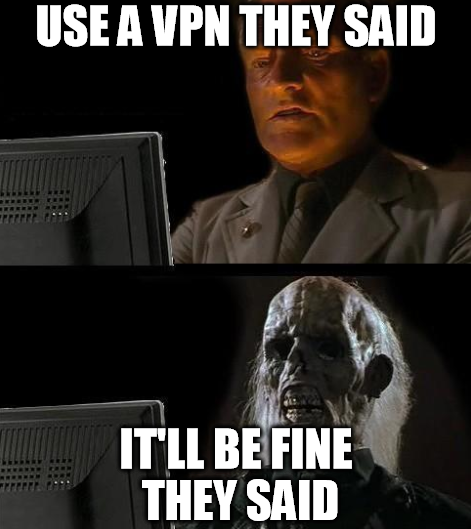 USE A VPN THEY SAID
IT'LL BE FINE
THEY SAID